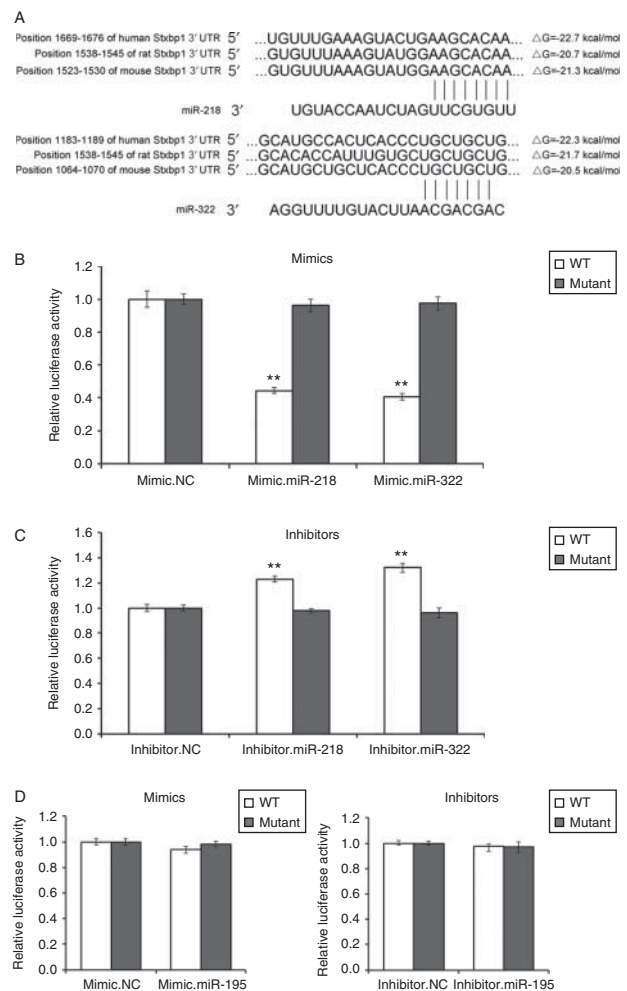 A
Position 1669-1676 of human Stxbp1 3′ UTR 5′ ...UGUUUGAAAGUACUGAAGCACAA... △G=-22.7 kcal/mol
Position 1538-1545 of rat Stxbp1 3′ UTR 5′ ...GUGUUUAAAGUAUGGAAGCACAA... △G=-20.7 kcal/mol
Position 1523-1530 of mouse Stxbp1 3′ UTR 5′ ...GUGUUUAAAGUAUGGAAGCACAA... △G=-21.3 kcal/mol
miR-218 3′ UGUACCAAUCUAGUUCGUGUU
Position 1183-1189 of human Stxbp1 3′ UTR 5′ ...GCAUGCCACUCACCCUGCUGCUG... △G=-22.3 kcal/mol
Position 1538-1545 of rat Stxbp1 3′ UTR 5′ ...GCACACCAUUUGUGCUGCUGCUG... △G=-21.7 kcal/mol
Position 1064-1070 of mouse Stxbp1 3′ UTR 5′ ...GCAUGCUGCUCACCCUGCUGCUG... △G=-20.5 kcal/mol
miR-322 3′ AGGUUUUGUACUUAACGACGAC
B
Mimics
WT
Mutant
Relative luciferase activity
1.2
1.0
0.8
0.6
0.4
0.2
0.0
**
**
Mimic.NC Mimic.miR-218 Mimic.miR-322
C
Inhibitors
WT
Mutant
Relative luciferase activity
1.6
1.4
1.2
1.0
0.8
0.6
0.4
0.2
0.0
**
**
Inhibitor.NC Inhibitor.miR-218 Inhibitor.miR-322
D
Mimics
WT
Mutant
Relative luciferase activity
1.2
1.0
0.8
0.6
0.4
0.2
0.0
Mimic.NC Mimic.miR-195
Inhibitors
WT
Mutant
Relative luciferase activity
1.2
1.0
0.8
0.6
0.4
0.2
0.0
Inhibitor.NC Inhibitor.miR-195